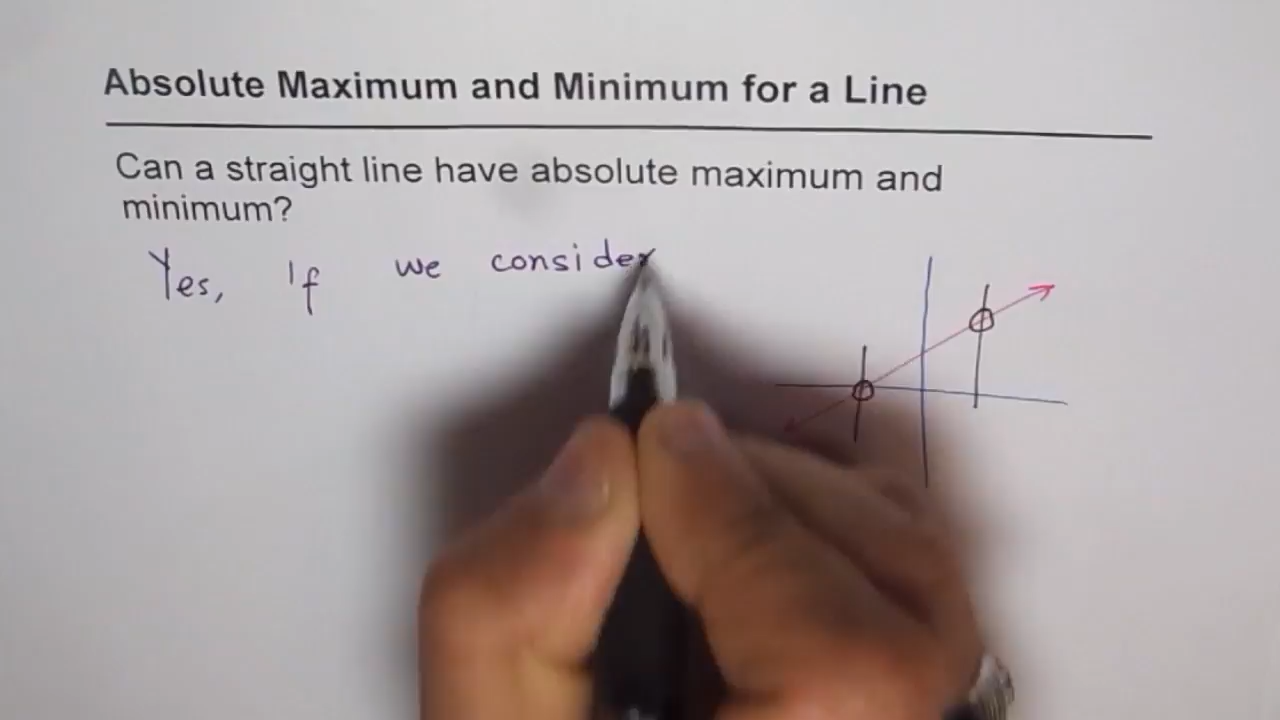 Absolute Maximum and Minimum for a Line
Can a straight line have absolute maximum and
minimum?
Yes, If we consider